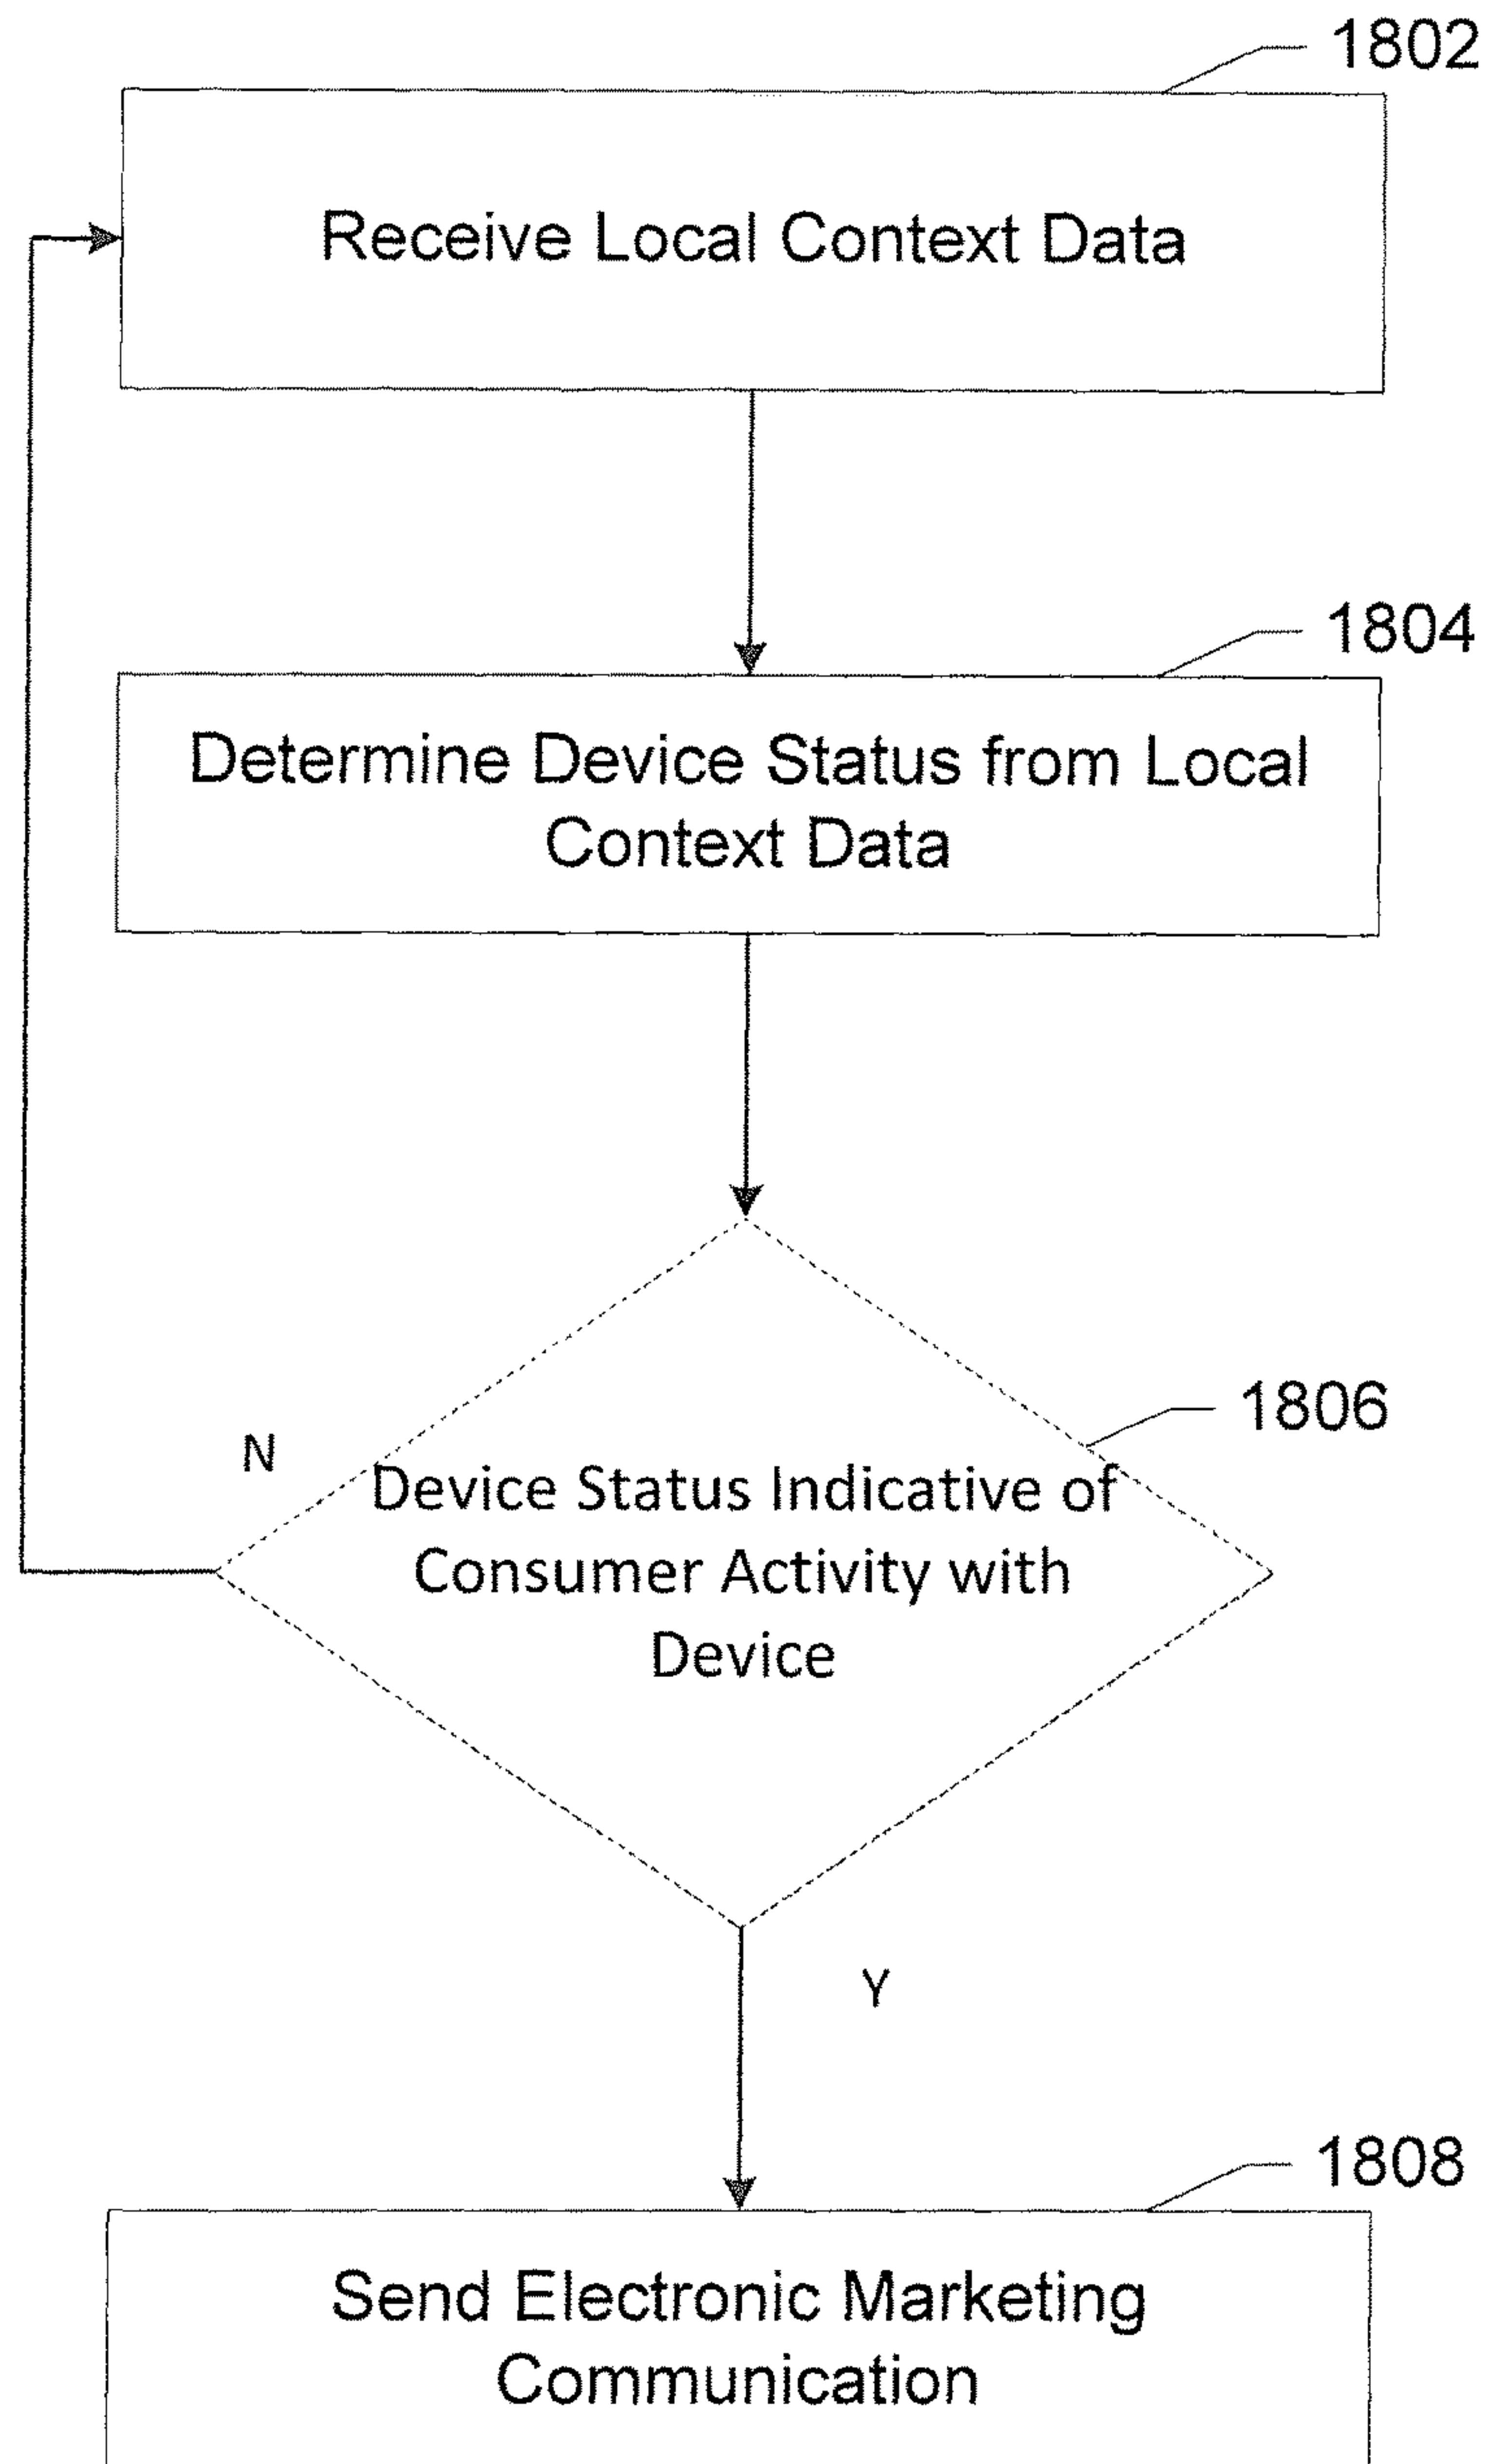 1802
Receive Local Context Data
1804
Determine Device Status from Local
Context Data
1806
N
Device Status Indicative of
Consumer Activity with
Device
Y
1808
Send Electronic Marketing
Communication